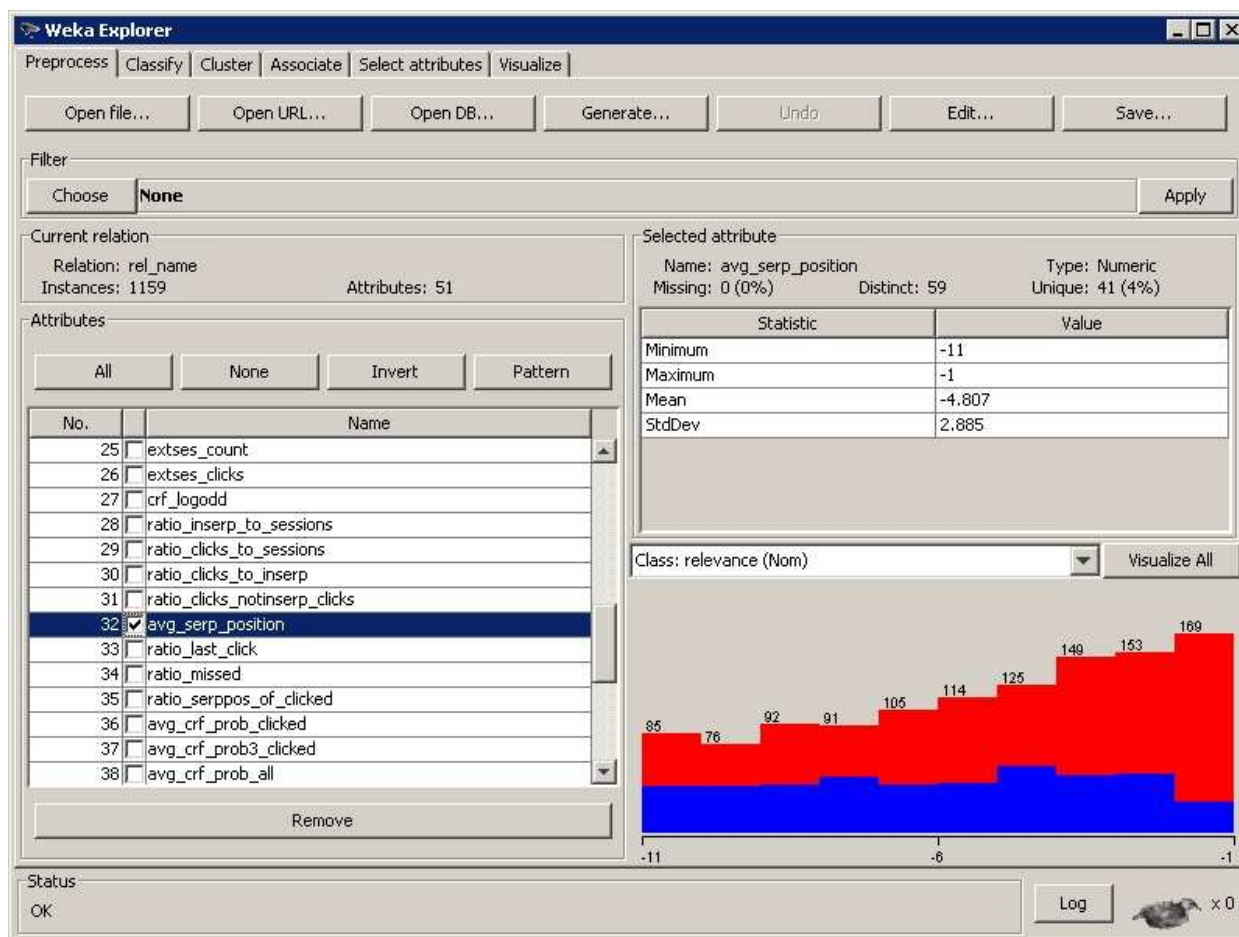 Weka Explorer
Preprocess Classify Cluster Associate Select attributes Visualize
Open file... Open URL... Open DB... Generate... Undo Edit... Save...
Filter
Choose None Apply
Current relation
Relation: rel_name
Instances: 1159 Attributes: 51
Attributes
All None Invert Pattern
No. Name
25 extses_count
26 extses_clicks
27 crf_logodd
28 ratio_inserp_to_sessions
29 ratio_clicks_to_sessions
30 ratio_clicks_to_inserp
31 ratio_clicks_notinserp_clicks
32 avg_serp_position
33 ratio_last_click
34 ratio_missed
35 ratio_serppos_of_clicked
36 avg_crf_prob_clicked
37 avg_crf_prob3_clicked
38 avg_crf_prob_all
Remove
Selected attribute
Name: avg_serp_position Type: Numeric
Missing: 0 (0%) Distinct: 59 Unique: 41 (4%)
Statistic Value
Minimum -11
Maximum -1
Mean -4.807
StdDev 2.885
Class: relevance (Nom) Visualize All
85 76 92 91 105 114 125 149 153 169
-11 -6 -1
Status
OK
Log x 0